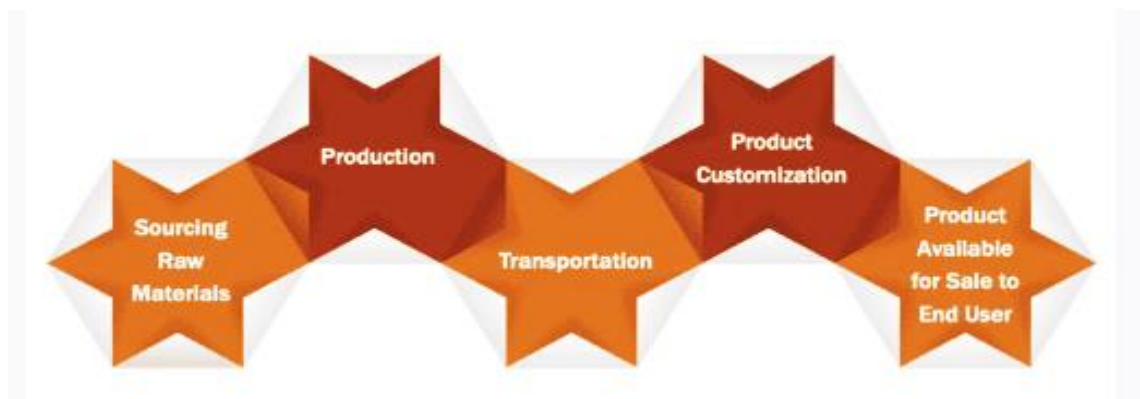 Sourcing
Raw
Materials
Production
Transportation
Product
Customization
Product
Available
for Sale to
End User